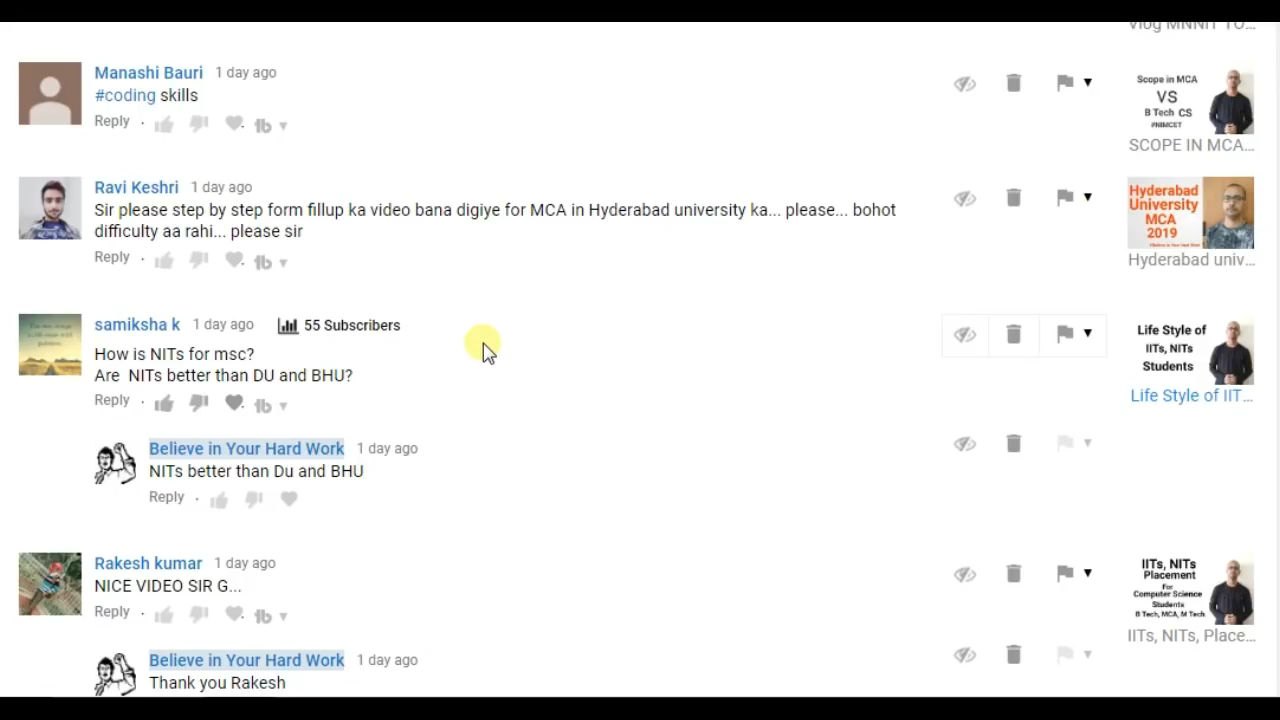 Vlog MNNIT TO...
Manashi Bauri 1 day ago
#coding skills
Reply
Scope in MCA
VS
B Tech CS
#NIMCET
SCOPE IN MCA...
Ravi Keshri 1 day ago
Sir please step by step form fillup ka video bana digiye for MCA in Hyderabad university ka... please... bohot
difficulty aa rahi... please sir
Reply
Hyderabad
University
MCA
2019
Hyderabad univ...
samiksha k 1 day ago 55 Subscribers
How is NITs for msc?
Are NITs better than DU and BHU?
Reply
Life Style of
IITs, NITs
Students
Life Style of IIT...
Believe in Your Hard Work 1 day ago
NITs better than Du and BHU
Reply
Rakesh kumar 1 day ago
NICE VIDEO SIR G...
Reply
IITs, NITs
Placement
For
Computer Science
Students
B Tech, MCA, M Tech
IITs, NITs, Place...
Believe in Your Hard Work 1 day ago
Thank you Rakesh